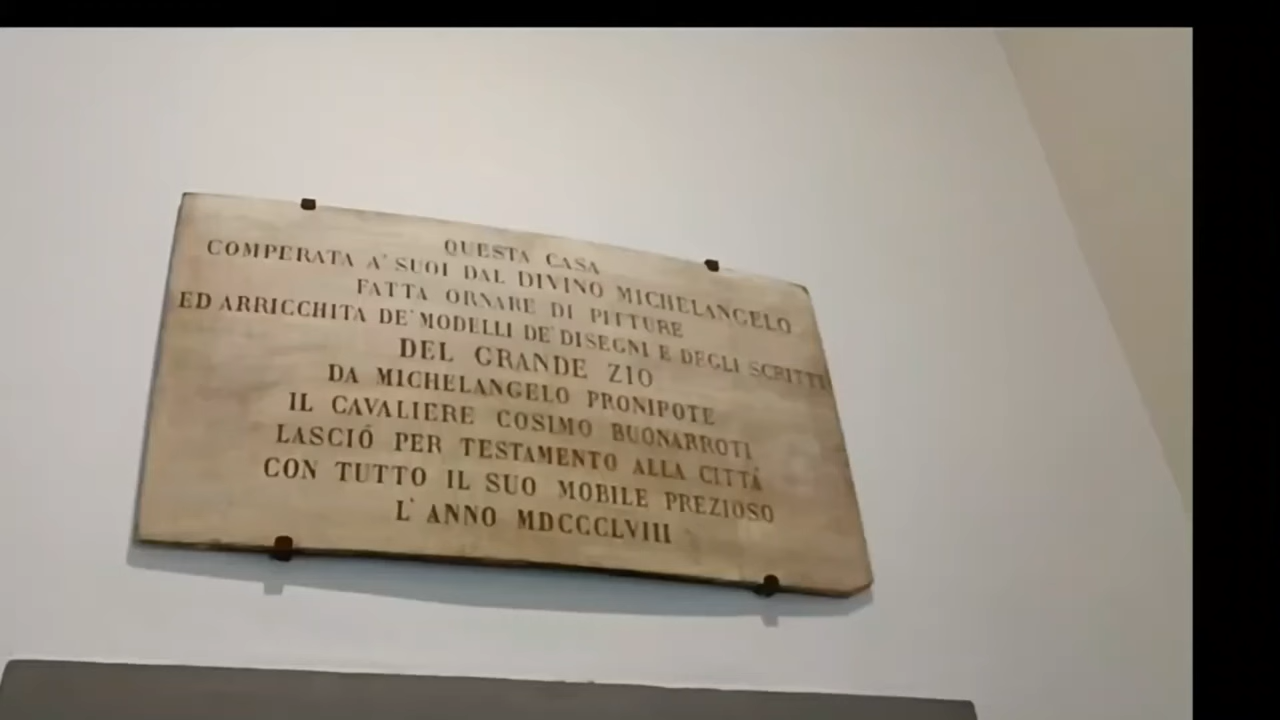 QUESTA CASA
COMPERATA A' SUOI DAL DIVINO MICHELANGELO
FATTA ORNARE DI PITTURE
ED ARRICCHITA DE' MODELLI DE' DISEGNI E DEGLI SCRITTI
DEL GRANDE ZIO
DA MICHELANGELO PRONIPOTE
IL CAVALIERE COSIMO BUONARROTI
LASCIÓ PER TESTAMENTO ALLA CITTÁ
CON TUTTO IL SUO MOBILE PREZIOSO
L' ANNO MDCCCLVIII